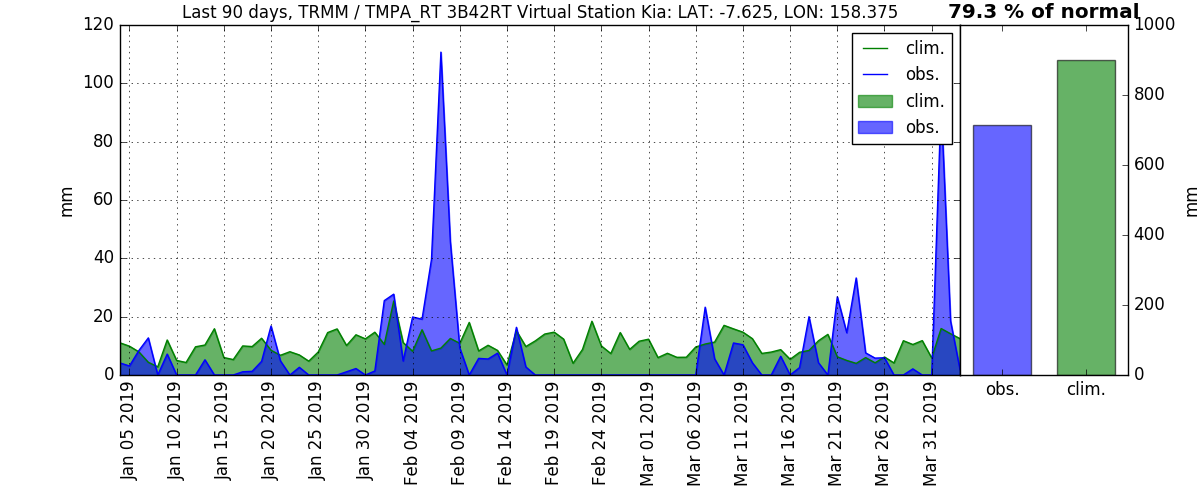 Last 90 days, TRMM / TMPA_RT 3B42RT Virtual Station Kia: LAT: -7.625, LON: 158.375
79.3 % of normal
120
100
80
60
40
20
0
mm
clim.
obs.
clim.
obs.
1000
800
600
400
200
0
mm
obs.
clim.
Jan 05 2019
Jan 10 2019
Jan 15 2019
Jan 20 2019
Jan 25 2019
Jan 30 2019
Feb 04 2019
Feb 09 2019
Feb 14 2019
Feb 19 2019
Feb 24 2019
Mar 01 2019
Mar 06 2019
Mar 11 2019
Mar 16 2019
Mar 21 2019
Mar 26 2019
Mar 31 2019